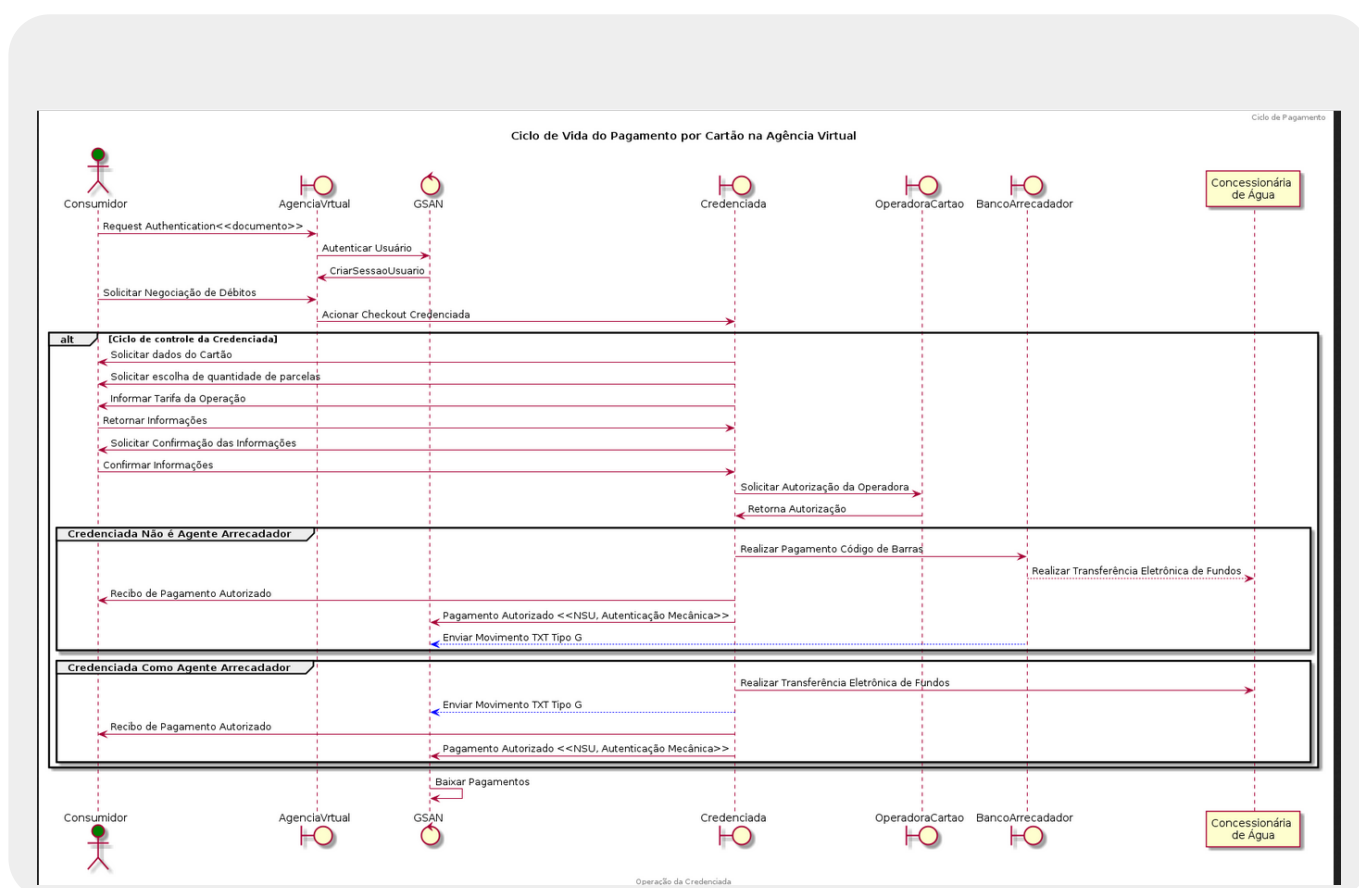 Ciclo de Pagamento
Ciclo de Vida do Pagamento por Cartão na Agência Virtual
Consumidor
AgenciaVrtual
GSAN
Credenciada
OperadoraCartao
BancoArrecadador
Concessionária
de Água
Request Authentication<<documento>>
Autenticar Usuário
CriarSessaoUsuario
Solicitar Negociação de Débitos
Acionar Checkout Credenciada
alt
[Ciclo de controle da Credenciada]
Solicitar dados do Cartão
Solicitar escolha de quantidade de parcelas
Informar Tarifa da Operação
Retornar Informações
Solicitar Confirmação das Informações
Confirmar Informações
Solicitar Autorização da Operadora
Retorna Autorização
Credenciada Não é Agente Arrecadador
Realizar Pagamento Código de Barras
Realizar Transferência Eletrônica de Fundos
Recibo de Pagamento Autorizado
Pagamento Autorizado <<NSU, Autenticação Mecânica>>
Enviar Movimento TXT Tipo G
Credenciada Como Agente Arrecadador
Realizar Transferência Eletrônica de Fundos
Enviar Movimento TXT Tipo G
Recibo de Pagamento Autorizado
Pagamento Autorizado <<NSU, Autenticação Mecânica>>
Baixar Pagamentos
Consumidor
AgenciaVrtual
GSAN
Credenciada
OperadoraCartao
BancoArrecadador
Concessionária
de Água
Operação da Credenciada